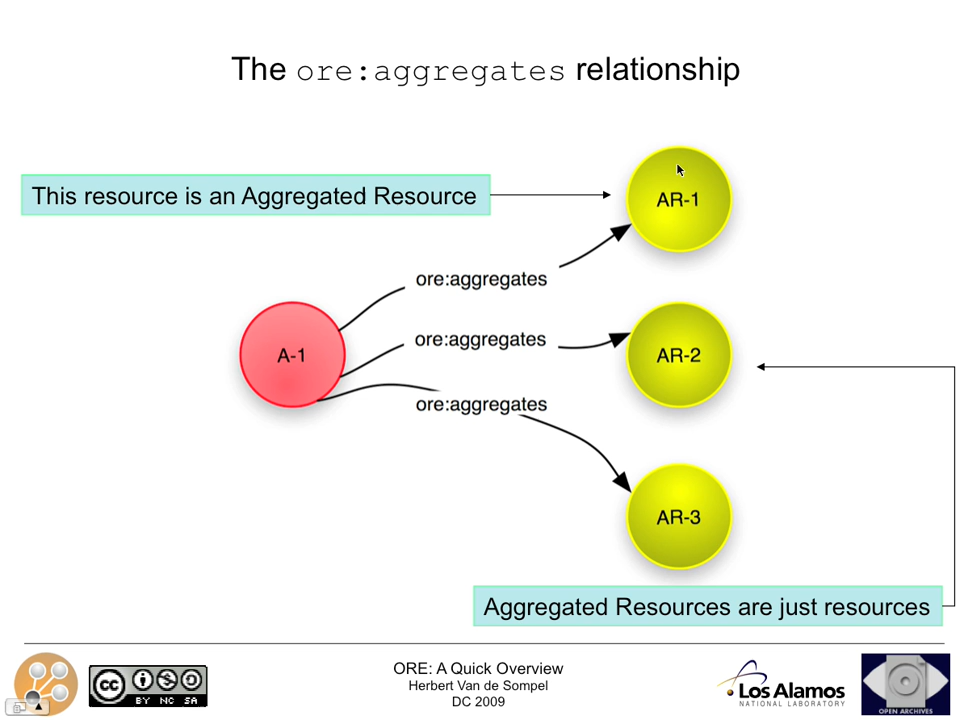 The ore:aggregates relationship
This resource is an Aggregated Resource
AR-1
ore:aggregates
A-1
ore:aggregates
AR-2
ore:aggregates
AR-3
Aggregated Resources are just resources
ORE: A Quick Overview
Herbert Van de Sompel
DC 2009
cc
BY NC SA
Los Alamos
NATIONAL LABORATORY
OPEN ARCHIVES